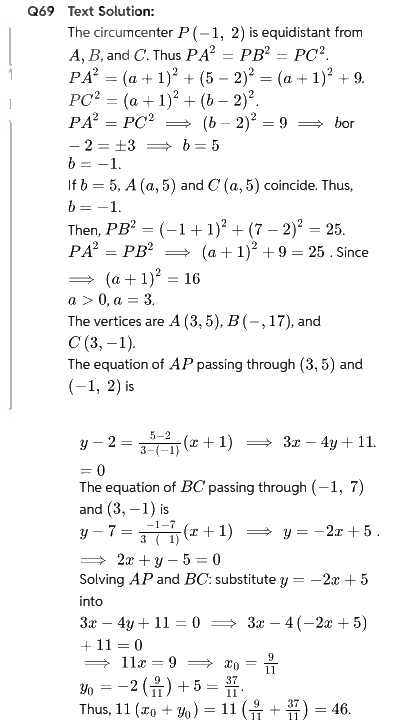 Q69 Text Solution:
The circumcenter P(−1, 2) is equidistant from
A, B, and C. Thus PA² = PB² = PC².
PA² = (a + 1)² + (5 − 2)² = (a + 1)² + 9.
PC² = (a + 1)² + (b − 2)².
PA² = PC² ⟹ (b − 2)² = 9 ⟹ bor
− 2 = ±3 ⟹ b = 5
b = −1.
If b = 5, A (a, 5) and C (a, 5) coincide. Thus,
b = −1.
Then, PB² = (−1 + 1)² + (7 − 2)² = 25.
PA² = PB² ⟹ (a + 1)² + 9 = 25 . Since
⟹ (a + 1)² = 16
a > 0, a = 3.
The vertices are A (3, 5), B (−, 17), and
C (3, −1).
The equation of AP passing through (3, 5) and
(−1, 2) is
y − 2 = \frac{5−2}{3−(−1)}(x + 1) ⟹ 3x − 4y + 11.
= 0
The equation of BC passing through (−1, 7)
and (3, −1) is
y − 7 = \frac{−1−7}{3 ( 1)}(x + 1) ⟹ y = −2x + 5 .
⟹ 2x + y − 5 = 0
Solving AP and BC: substitute y = −2x + 5
into
3x − 4y + 11 = 0 ⟹ 3x − 4 (−2x + 5)
+ 11 = 0
⟹ 11x = 9 ⟹ x₀ = \frac{9}{11}
y₀ = −2(\frac{9}{11}) + 5 = \frac{37}{11}.
Thus, 11 (x₀ + y₀) = 11 (\frac{9}{11} + \frac{37}{11}) = 46.